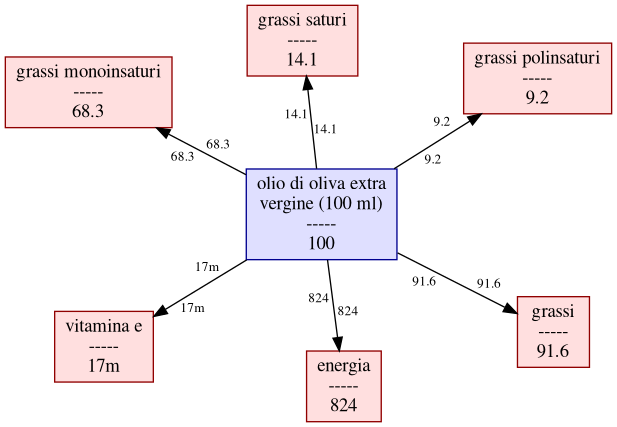 grassi saturi
-----
14.1
grassi monoinsaturi
-----
68.3
grassi polinsaturi
-----
9.2
14.1
14.1
68.3
68.3
9.2
9.2
olio di oliva extra
vergine (100 ml)
-----
100
17m
17m
824
824
91.6
91.6
vitamina e
-----
17m
energia
-----
824
grassi
-----
91.6